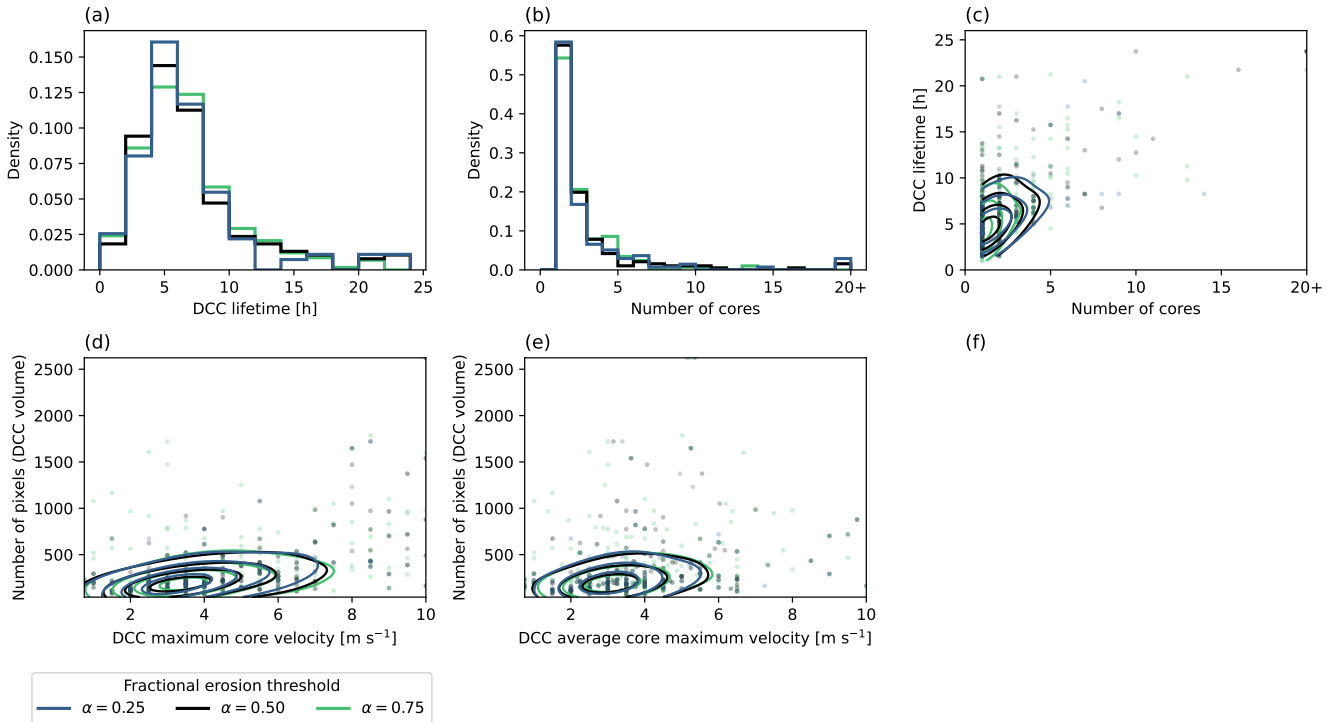 (a)
0.150
0.125
0.100
0.075
0.050
0.025
0.000
Density
0 5 10 15 20 25
DCC lifetime [h]
(b)
0.6
0.5
0.4
0.3
0.2
0.1
0.0
Density
0 5 10 15 20+
Number of cores
(c)
25
20
15
10
5
0
DCC lifetime [h]
0 5 10 15 20+
Number of cores
(d)
2500
2000
1500
1000
500
Number of pixels (DCC volume)
2 4 6 8 10
DCC maximum core velocity [m s⁻¹]
(e)
2500
2000
1500
1000
500
Number of pixels (DCC volume)
2 4 6 8 10
DCC average core maximum velocity [m s⁻¹]
(f)
Fractional erosion threshold
α = 0.25 α = 0.50 α = 0.75